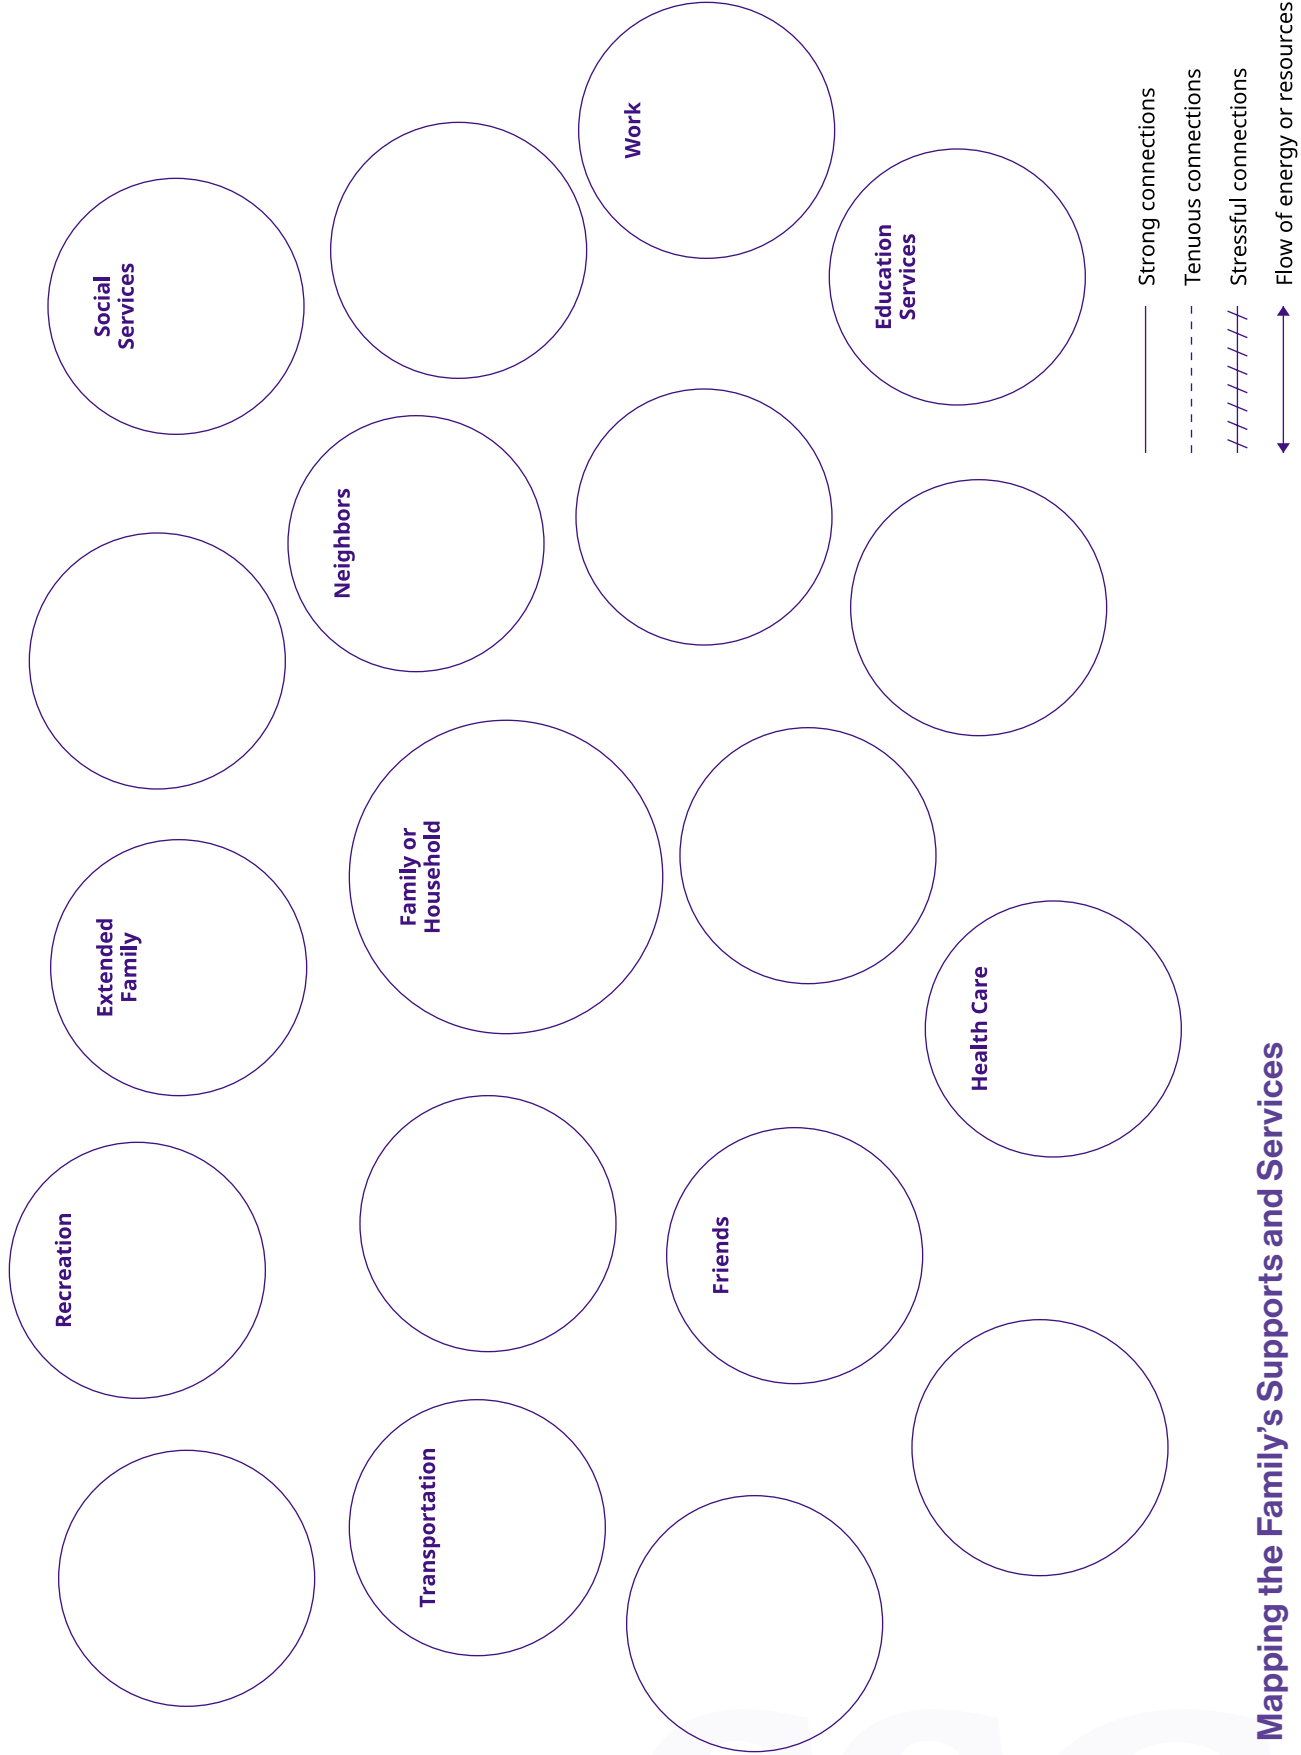 Recreation
Extended
Family
Social
Services
Transportation
Family or
Household
Neighbors
Friends
Work
Health Care
Education
Services
Strong connections
Tenuous connections
Stressful connections
Flow of energy or resources
Mapping the Family’s Supports and Services